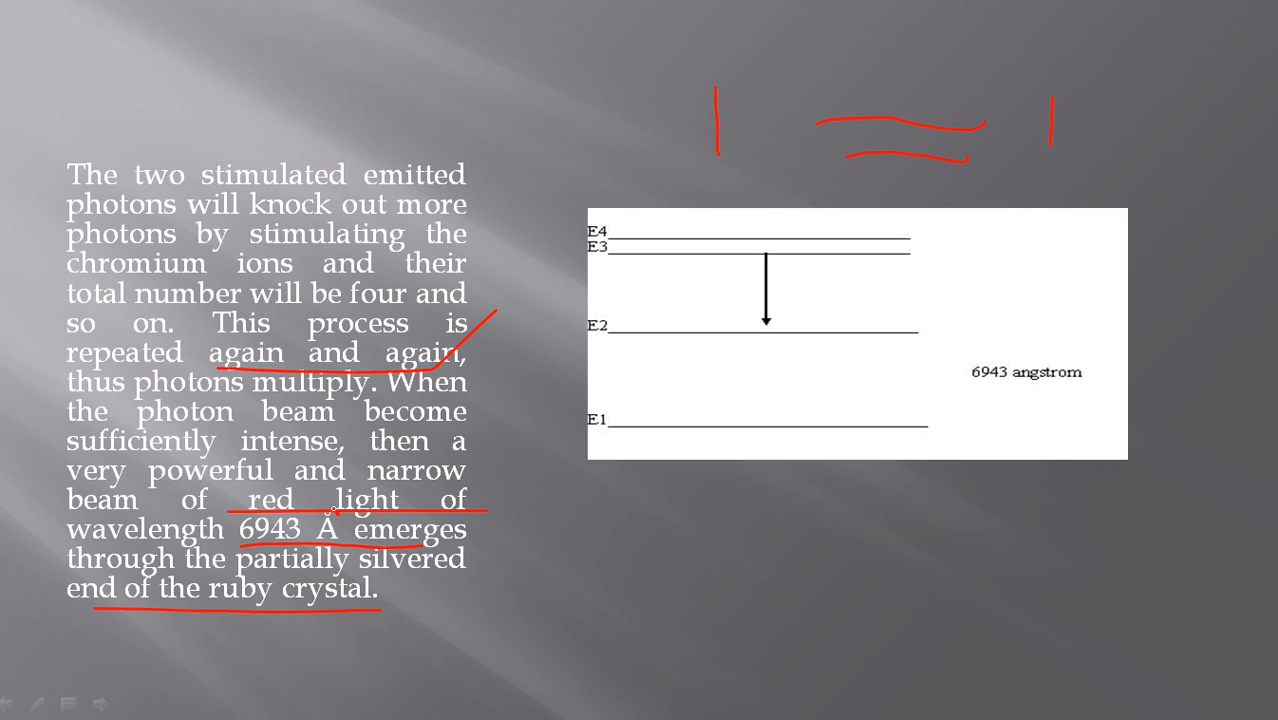 The two stimulated emitted
photons will knock out more
photons by stimulating the
chromium ions and their
total number will be four and
so on. This process is
repeated again and again,
thus photons multiply. When
the photon beam become
sufficiently intense, then a
very powerful and narrow
beam of red light of
wavelength 6943 Å emerges
through the partially silvered
end of the ruby crystal.
E4
E3
E2
6943 angstrom
E1